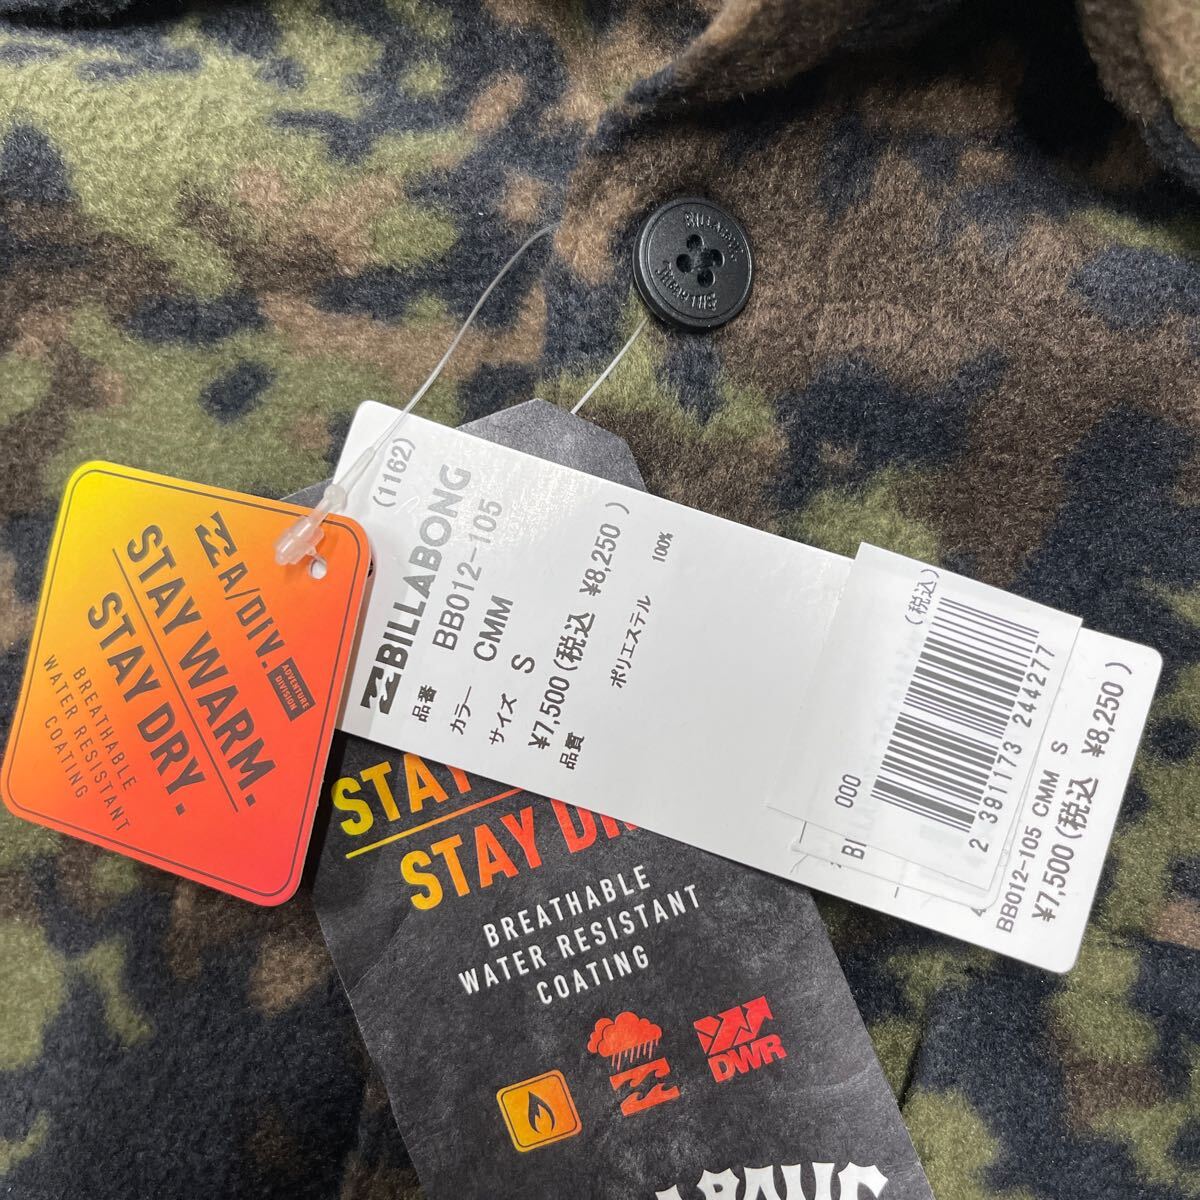 BILLABONG
BILLABONG
A/DIV.
ADVENTURE
DIVISION
STAY WARM.
STAY DRY.
BREATHABLE
WATER RESISTANT
COATING
(1162)
BILLABONG
品番 BB012-105
カラー CMM
サイズ S
¥7,500(税込 ¥8,250 )
品質 ポリエステル 100%
(税込)
000
2 391173 244277
BB012-105 CMM S
¥7,500(税込 ¥8,250 )
STAY
STAY
BREATHABLE
WATER RESISTANT
COATING
DWR